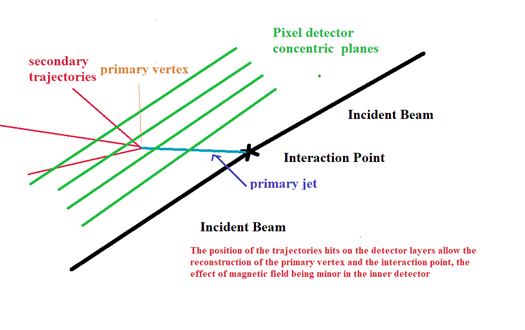 Pixel detector
concentric planes
secondary
trajectories
primary vertex
Incident Beam
Interaction Point
primary jet
Incident Beam
The position of the trajectories hits on the detector layers allow the
reconstruction of the primary vertex and the interaction point, the
effect of magnetic field being minor in the inner detector